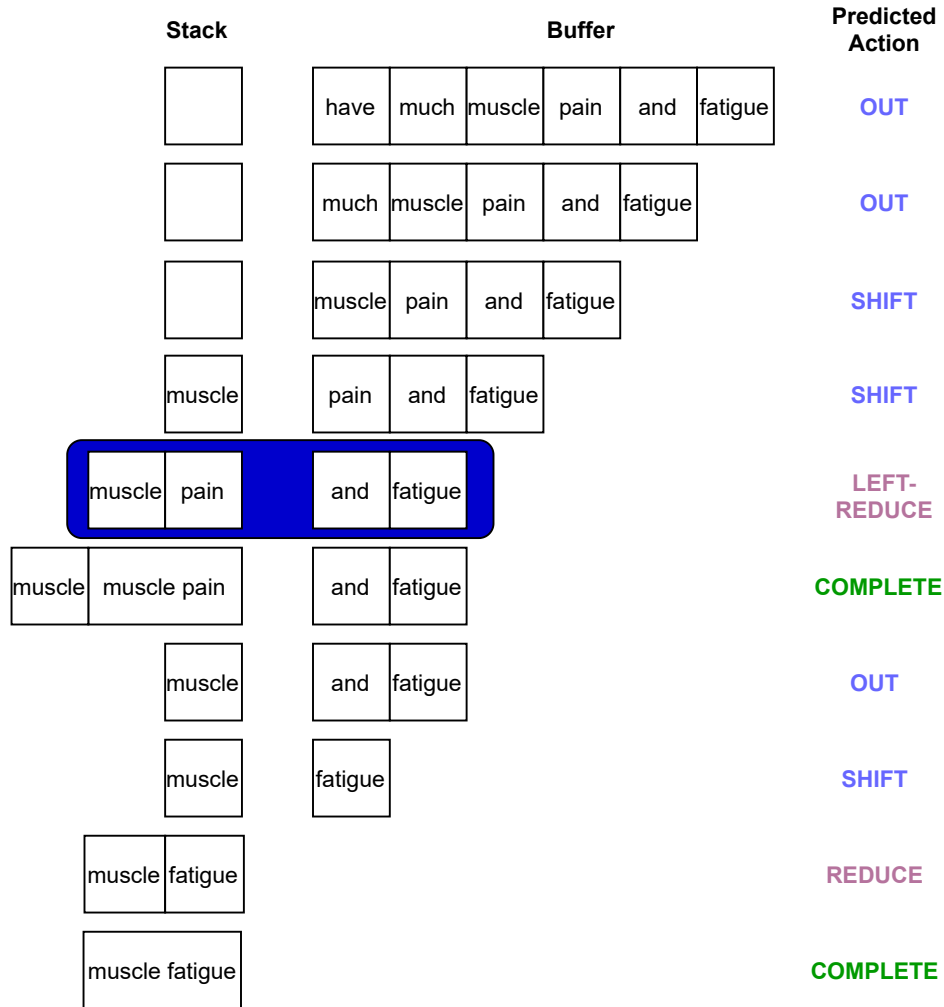 Stack Buffer Predicted
Action
have much muscle pain and fatigue OUT
much muscle pain and fatigue OUT
muscle pain and fatigue SHIFT
muscle pain and fatigue SHIFT
muscle pain and fatigue LEFT-
REDUCE
muscle muscle pain and fatigue COMPLETE
muscle and fatigue OUT
muscle fatigue SHIFT
muscle fatigue REDUCE
muscle fatigue COMPLETE